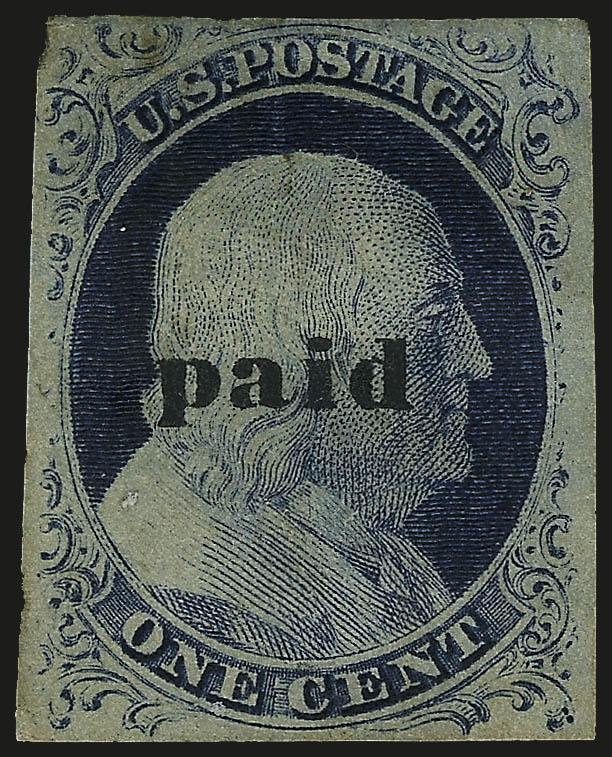 U.S. POSTAGE
paid
ONE CENT